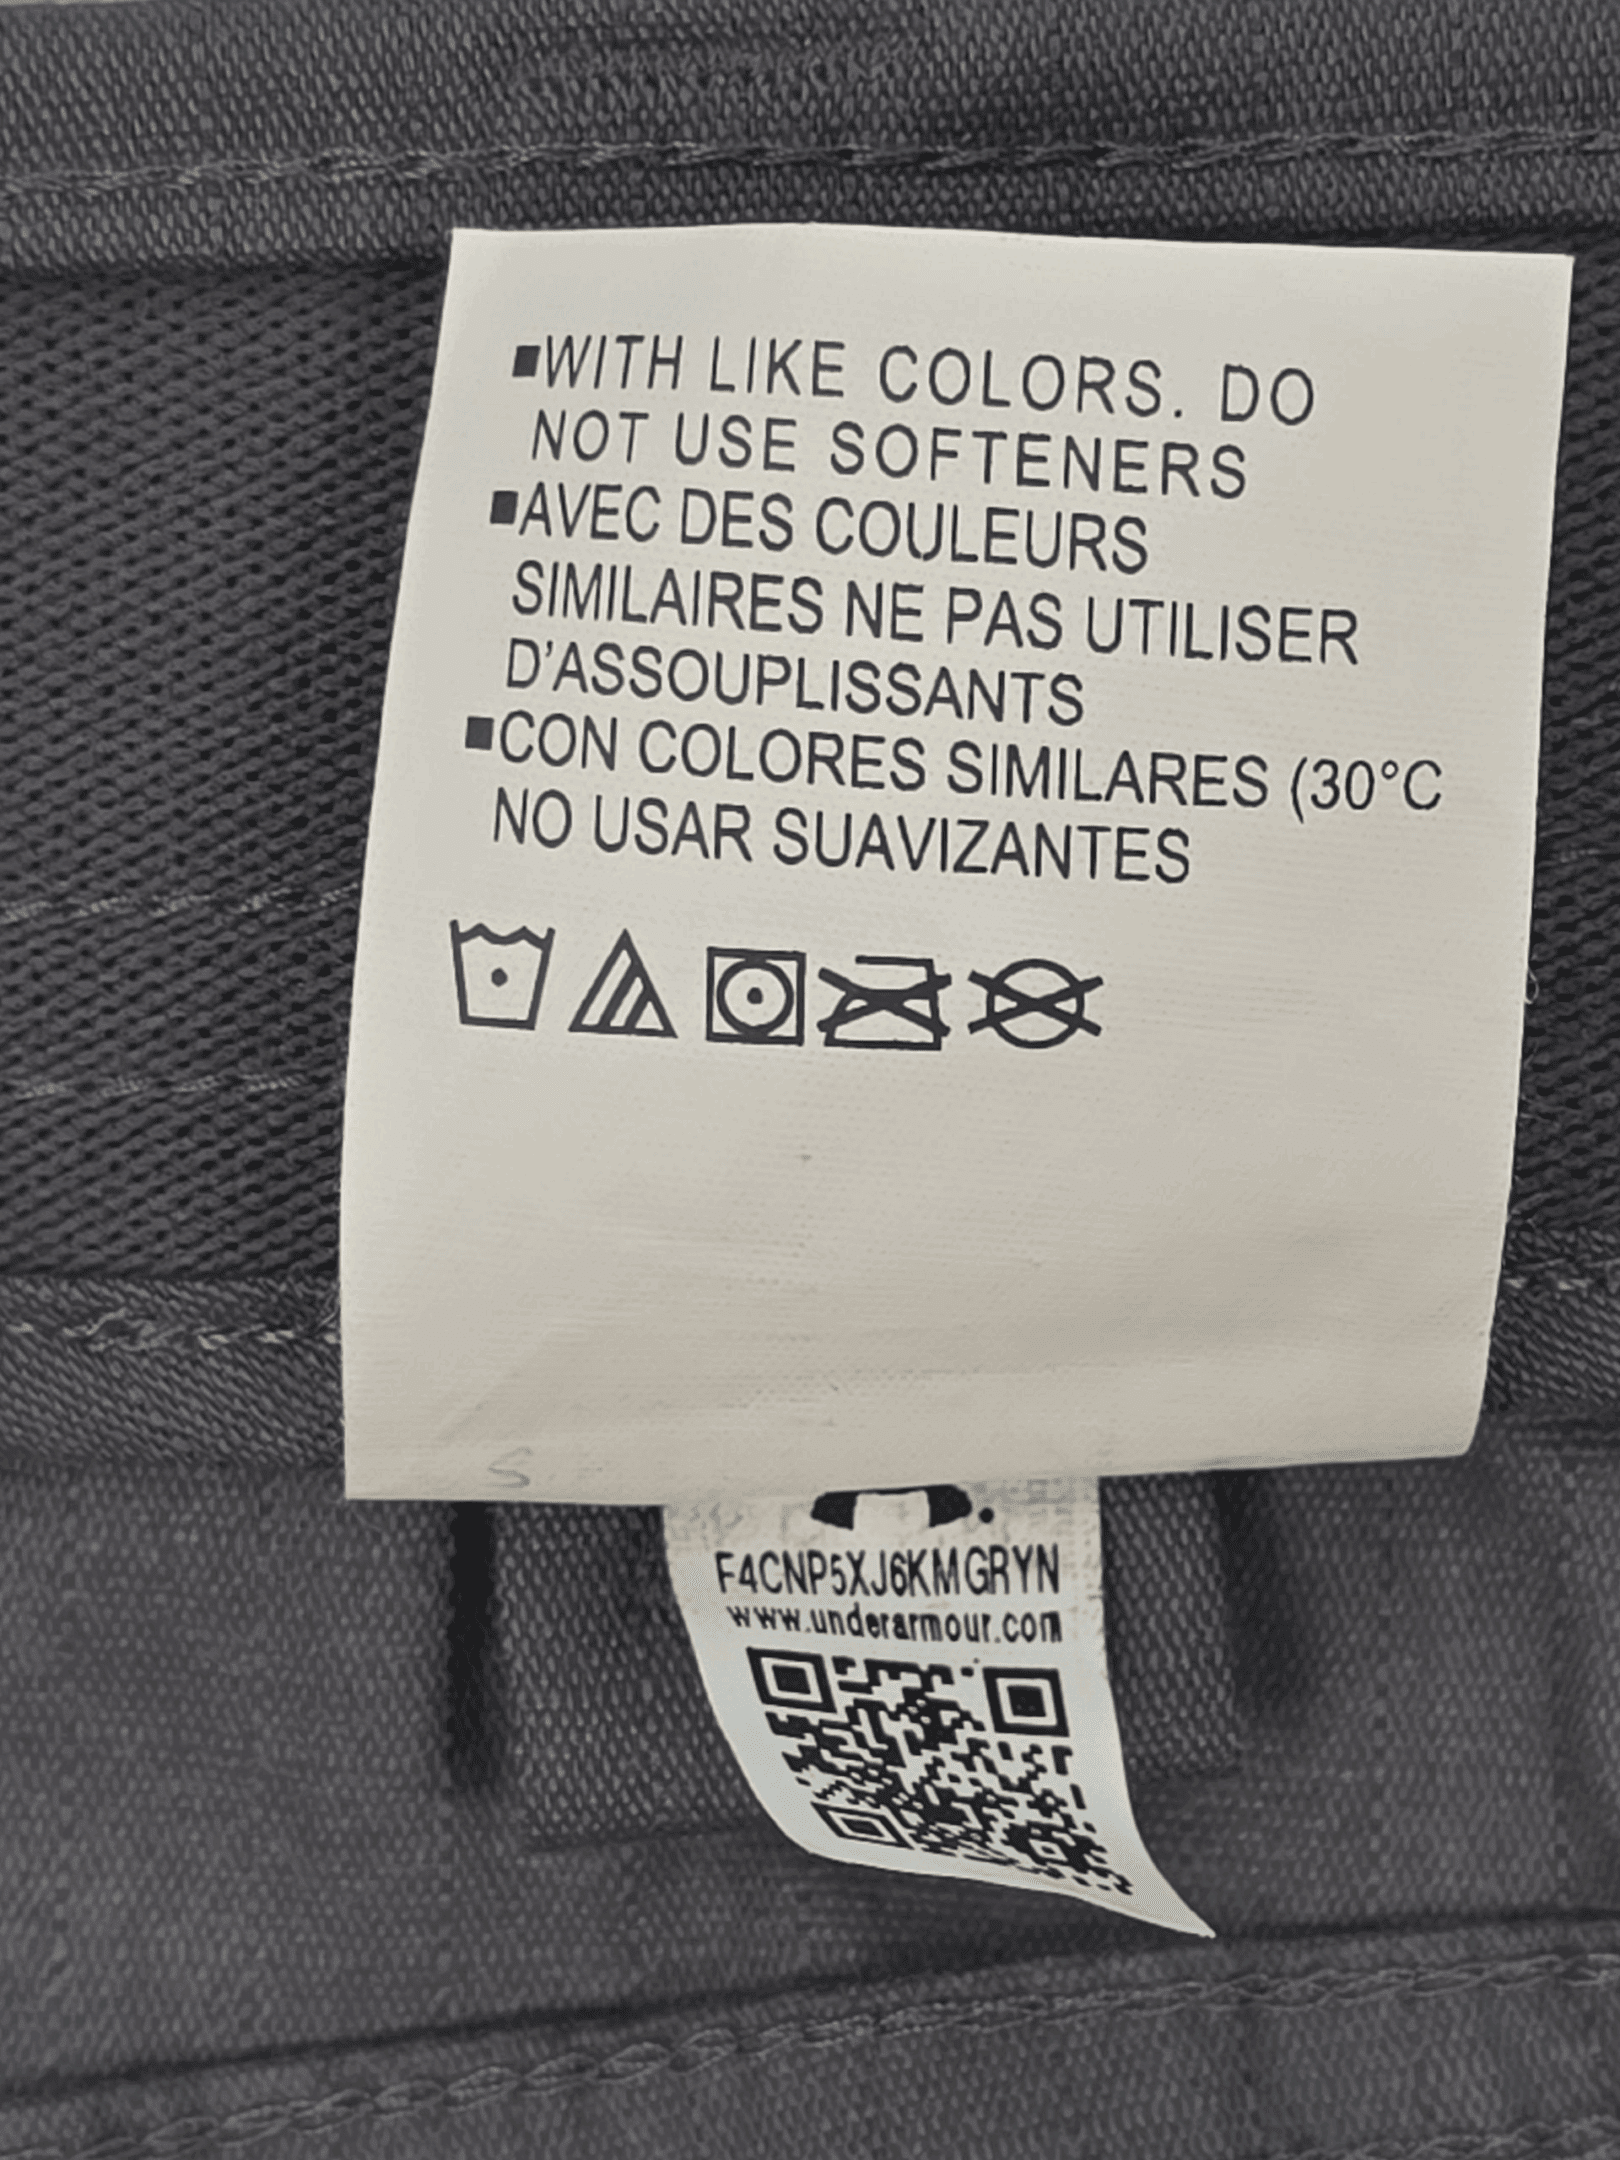 ■WITH LIKE COLORS. DO
NOT USE SOFTENERS
■AVEC DES COULEURS
SIMILAIRES NE PAS UTILISER
D'ASSOUPLISSANTS
■CON COLORES SIMILARES (30°C
NO USAR SUAVIZANTES
S
F4CNP5XJ6KMGRYN
www.underarmour.com